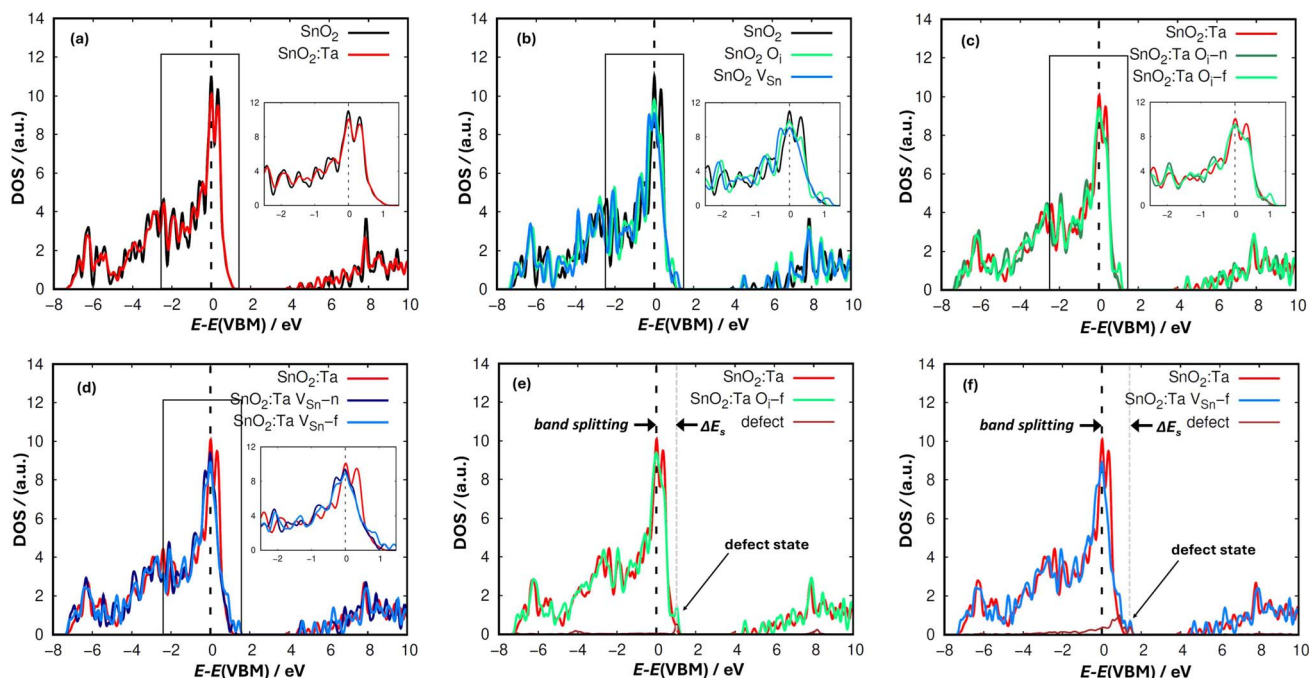 (a)
SnO2
SnO2:Ta
DOS / (a.u.)
14
12
10
8
6
4
2
0
12
8
4
0
−2 −1 0 1
−8 −6 −4 −2 0 2 4 6 8 10
E-E(VBM) / eV
(b)
SnO2
SnO2 Oi
SnO2 VSn
DOS / (a.u.)
14
12
10
8
6
4
2
0
12
8
4
0
−2 −1 0 1
−8 −6 −4 −2 0 2 4 6 8 10
E-E(VBM) / eV
(c)
SnO2:Ta
SnO2:Ta Oi−n
SnO2:Ta Oi−f
DOS / (a.u.)
14
12
10
8
6
4
2
0
12
8
4
0
−2 −1 0 1
−8 −6 −4 −2 0 2 4 6 8 10
E-E(VBM) / eV
(d)
SnO2:Ta
SnO2:Ta VSn−n
SnO2:Ta VSn−f
DOS / (a.u.)
14
12
10
8
6
4
2
0
12
8
4
0
−2 −1 0 1
−8 −6 −4 −2 0 2 4 6 8 10
E-E(VBM) / eV
(e)
SnO2:Ta
SnO2:Ta Oi−f
defect
band splitting
ΔEs
defect state
DOS / (a.u.)
14
12
10
8
6
4
2
0
−8 −6 −4 −2 0 2 4 6 8 10
E-E(VBM) / eV
(f)
SnO2:Ta
SnO2:Ta VSn−f
defect
band splitting
ΔEs
defect state
DOS / (a.u.)
14
12
10
8
6
4
2
0
−8 −6 −4 −2 0 2 4 6 8 10
E-E(VBM) / eV